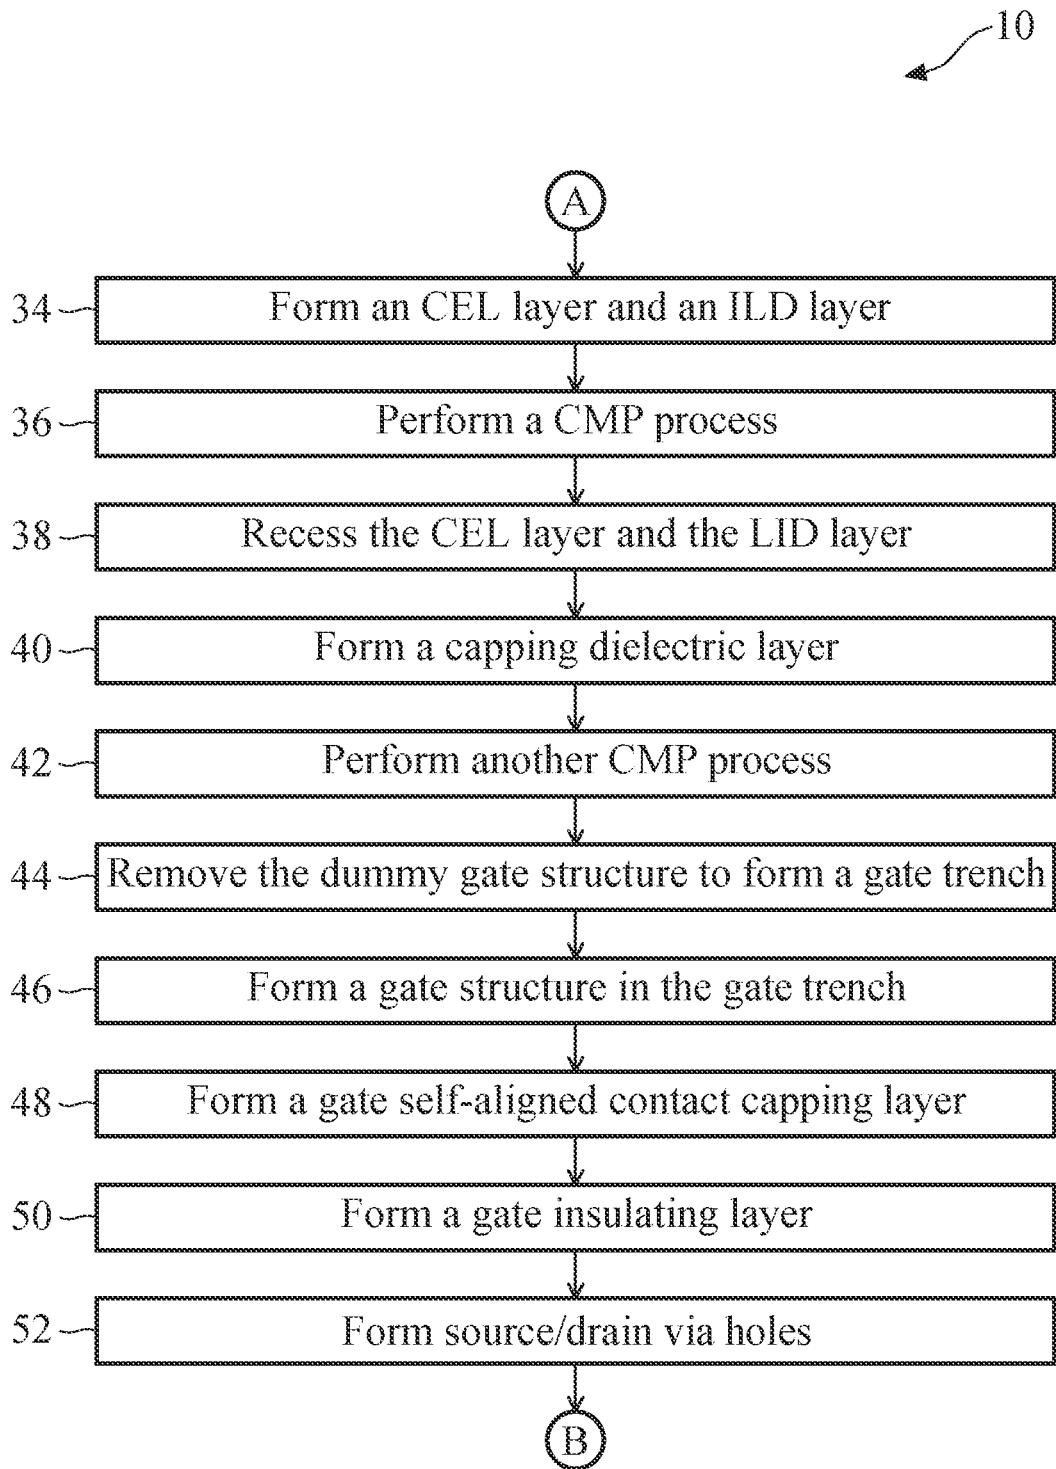 10
A
34 Form an CEL layer and an ILD layer
36 Perform a CMP process
38 Recess the CEL layer and the LID layer
40 Form a capping dielectric layer
42 Perform another CMP process
44 Remove the dummy gate structure to form a gate trench
46 Form a gate structure in the gate trench
48 Form a gate self-aligned contact capping layer
50 Form a gate insulating layer
52 Form source/drain via holes
B